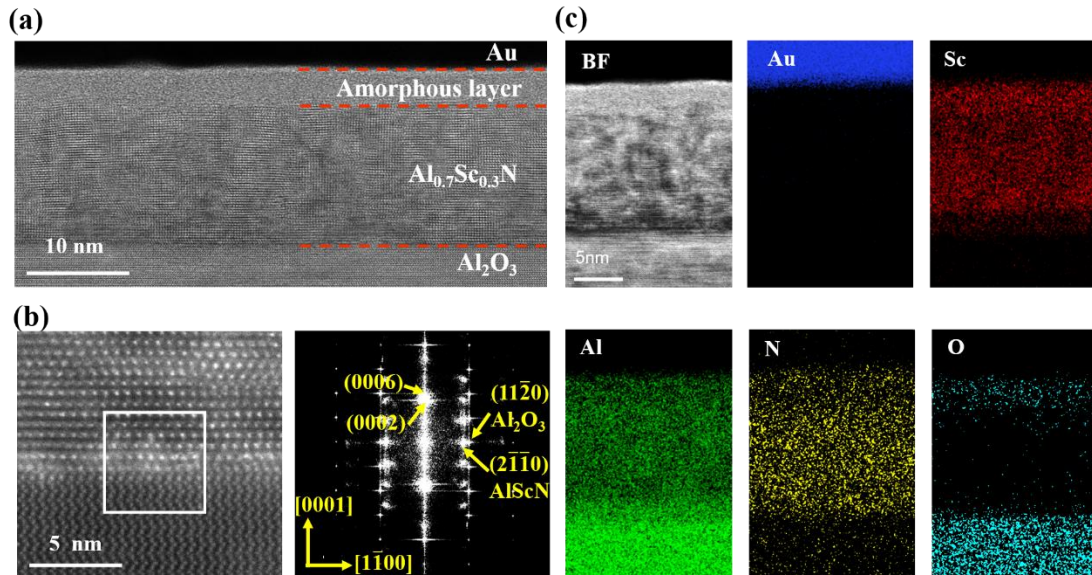 (a)
Au
Amorphous layer
Al₀.₇Sc₀.₃N
10 nm
Al₂O₃
(c)
BF
Au
Sc
5nm
(b)
5 nm
(0006)
(0002)
(112̄0)
Al₂O₃
(21̄1̄0)
AlScN
[0001]
[11̄00]
Al
N
O